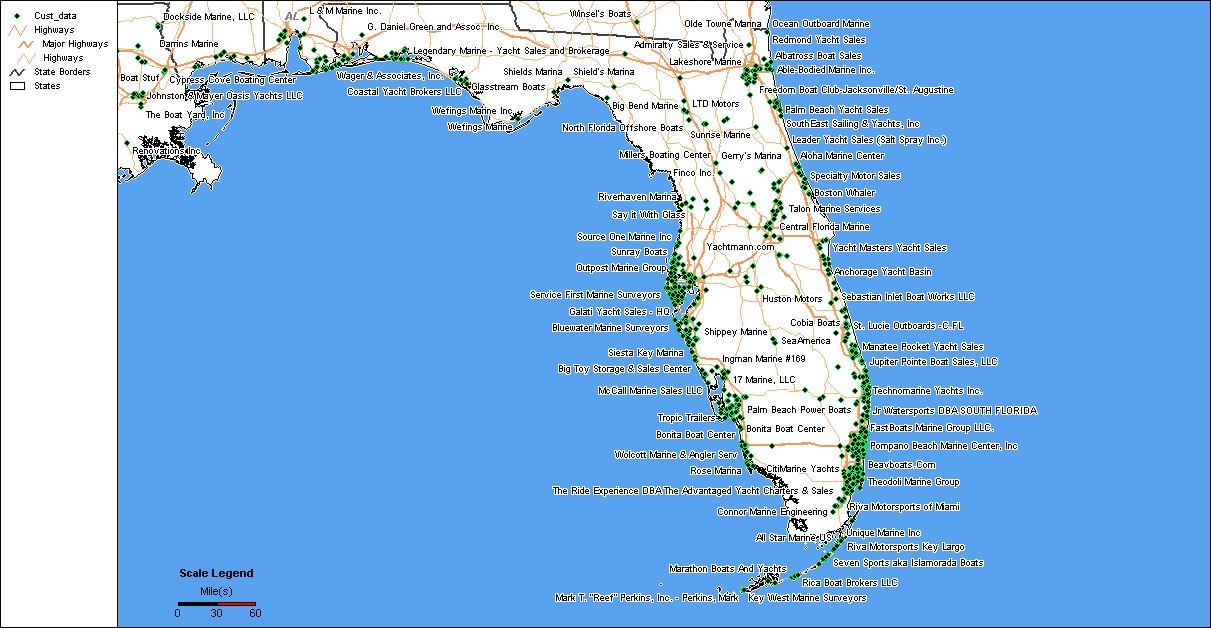 Cust_data
Highways
Major Highways
Highways
State Borders
States
Dockside Marine, LLC
AL
L & M Marine Inc.
G. Daniel Green and Assoc. Inc.
Winsel's Boats
Olde Towne Marina
Ocean Outboard Marine
Darrins Marine
Legendary Marine - Yacht Sales and Brokerage
Admiralty Sales & Service
Redmond Yacht Sales
Lakeshore Marine
Albatross Boat Sales
Boat Stuf
Cypress Cove Boating Center
Wager & Associates, Inc.
Shields Marina
Shield's Marina
Able-Bodied Marine Inc.
Johnston & Mayer Oasis Yachts LLC
Coastal Yacht Brokers LLC
Glasstream Boats
Freedom Boat Club-Jacksonville/St. Augustine
The Boat Yard, Inc
Wefings Marine Inc.
Big Bend Marine
LTD Motors
Palm Beach Yacht Sales
Wefings Marine
North Florida Offshore Boats
Sunrise Marine
SouthEast Sailing & Yachts, Inc
Leader Yacht Sales (Salt Spray Inc.)
Renovations Inc
Millers Boating Center
Gerry's Marina
Aloha Marine Center
Finco Inc.
Specialty Motor Sales
Riverhaven Marina
Boston Whaler
Say it With Glass
Talon Marine Services
Central Florida Marine
Source One Marine Inc
Yachtmann.com
Yacht Masters Yacht Sales
Sunray Boats
Outpost Marine Group
Anchorage Yacht Basin
Service First Marine Surveyors
Huston Motors
Sebastian Inlet Boat Works LLC
Galati Yacht Sales - HQ
Bluewater Marine Surveyors
Shippey Marine
Cobia Boats
St. Lucie Outboards -C.FL
SeaAmerica
Manatee Pocket Yacht Sales
Siesta Key Marina
Ingman Marine #169
Jupiter Pointe Boat Sales, LLC
Big Toy Storage & Sales Center
17 Marine, LLC
McCall Marine Sales LLC
Technomarine Yachts Inc.
Tropic Trailers
Palm Beach Power Boats
Jr Watersports DBA SOUTH FLORIDA
Bonita Boat Center
Bonita Boat Center
FastBoats Marine Group LLC.
Pompano Beach Marine Center, Inc
Wolcott Marine & Angler Serv
Rose Marina
CitiMarine Yachts
Beavboats.Com
Theodoli Marine Group
The Ride Experience DBA The Advantaged Yacht Charters & Sales
Connor Marine Engineering
Riva Motorsports of Miami
All Star Marine US
Unique Marine Inc
Riva Motorsports Key Largo
Marathon Boats And Yachts
Seven Sports aka Islamorada Boats
Rica Boat Brokers LLC
Mark T. "Reef" Perkins, Inc. - Perkins, Mark
Key West Marine Surveyors
Scale Legend
Mile(s)
0 30 60